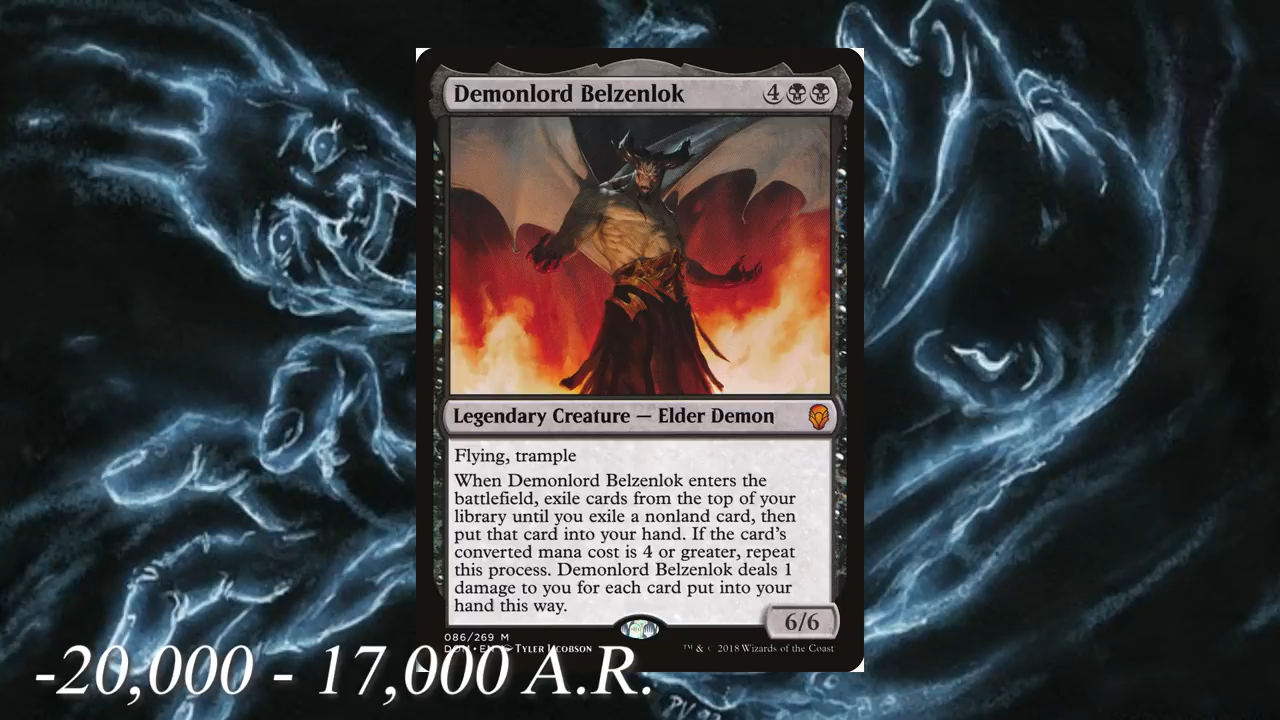 Demonlord Belzenlok 4
Legendary Creature — Elder Demon
Flying, trample
When Demonlord Belzenlok enters the
battlefield, exile cards from the top of your
library until you exile a nonland card, then
put that card into your hand. If the card's
converted mana cost is 4 or greater, repeat
this process. Demonlord Belzenlok deals 1
damage to you for each card put into your
hand this way.
6/6
086/269 M
DOM • EN Tyler Jacobson ™ & © 2018 Wizards of the Coast
-20,000 - 17,000 A.R.